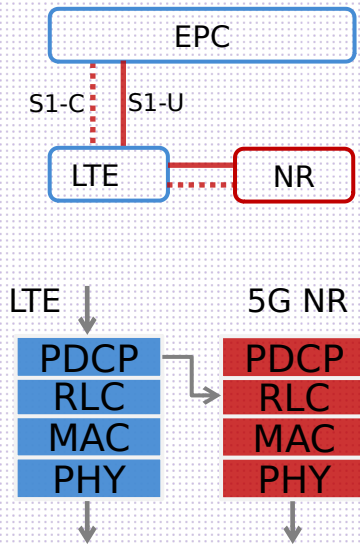 EPC
S1-C S1-U
LTE NR
LTE 5G NR
PDCP PDCP
RLC RLC
MAC MAC
PHY PHY